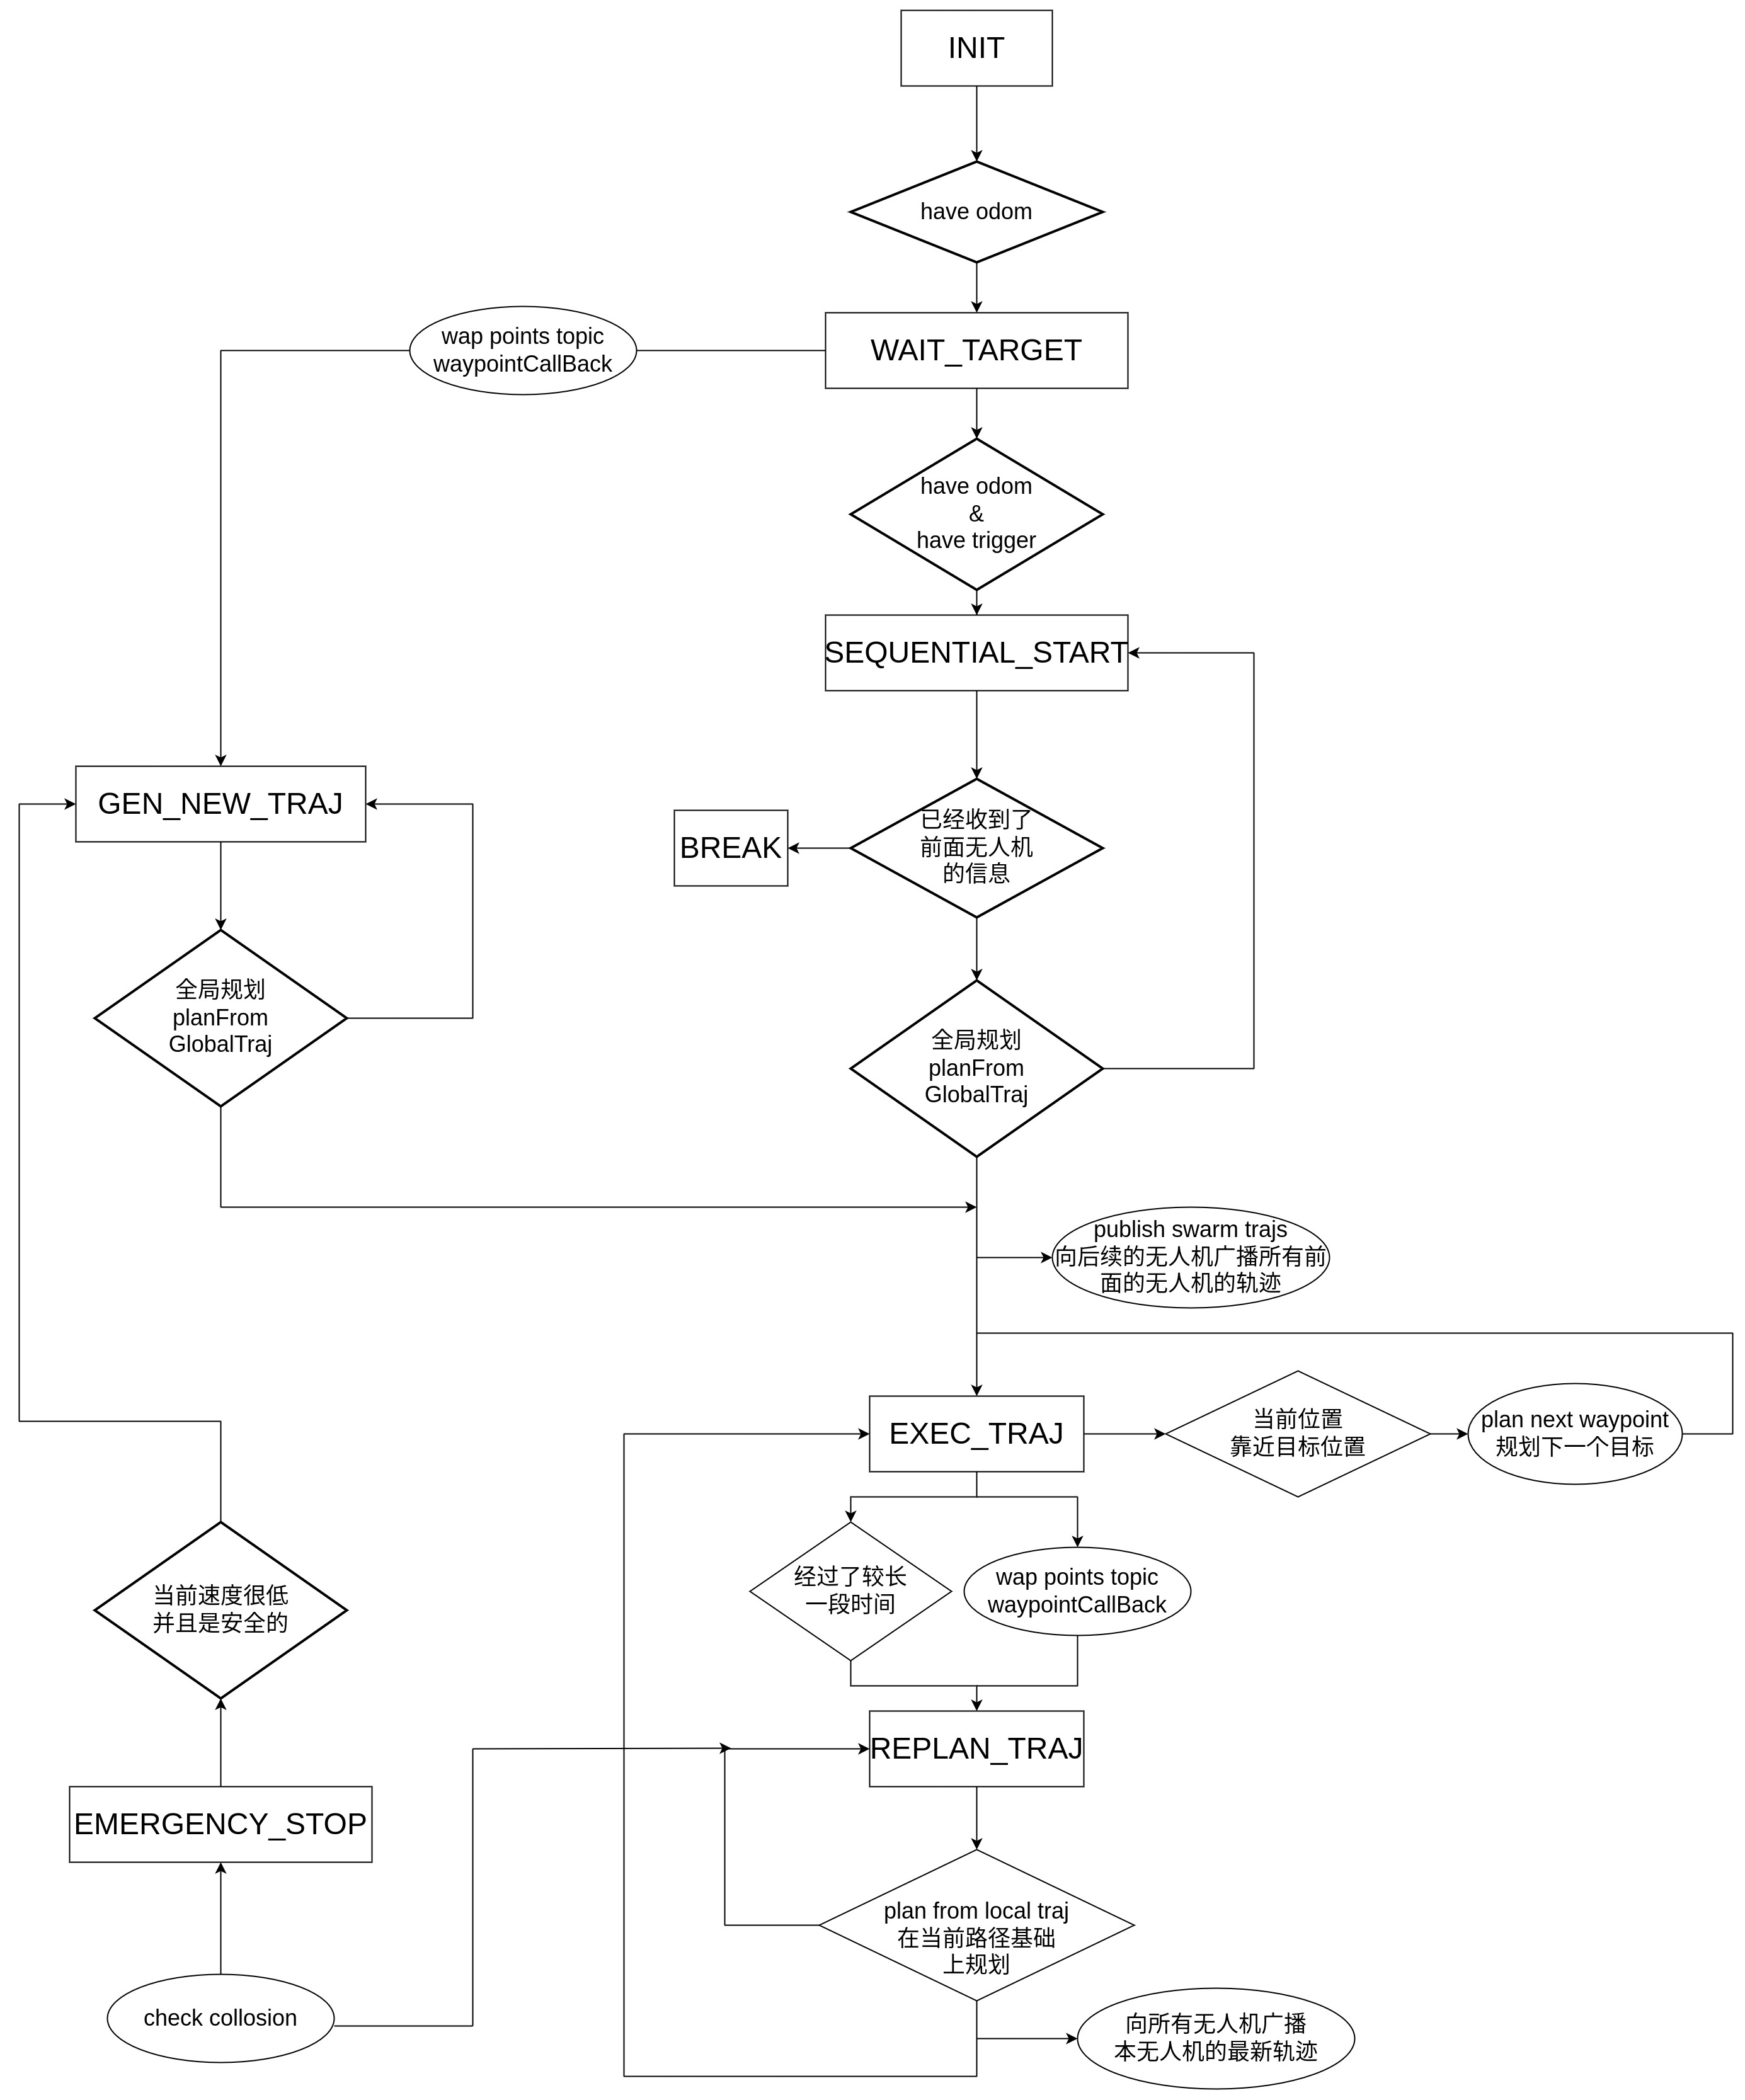 INIT
have odom
wap points topic
waypointCallBack
WAIT_TARGET
have odom
&
have trigger
SEQUENTIAL_START
GEN_NEW_TRAJ
BREAK
已经收到了
前面无人机
的信息
全局规划
planFrom
GlobalTraj
全局规划
planFrom
GlobalTraj
publish swarm trajs
向后续的无人机广播所有前
面的无人机的轨迹
EXEC_TRAJ
当前位置
靠近目标位置
plan next waypoint
规划下一个目标
当前速度很低
并且是安全的
经过了较长
一段时间
wap points topic
waypointCallBack
REPLAN_TRAJ
EMERGENCY_STOP
plan from local traj
在当前路径基础
上规划
check collosion
向所有无人机广播
本无人机的最新轨迹